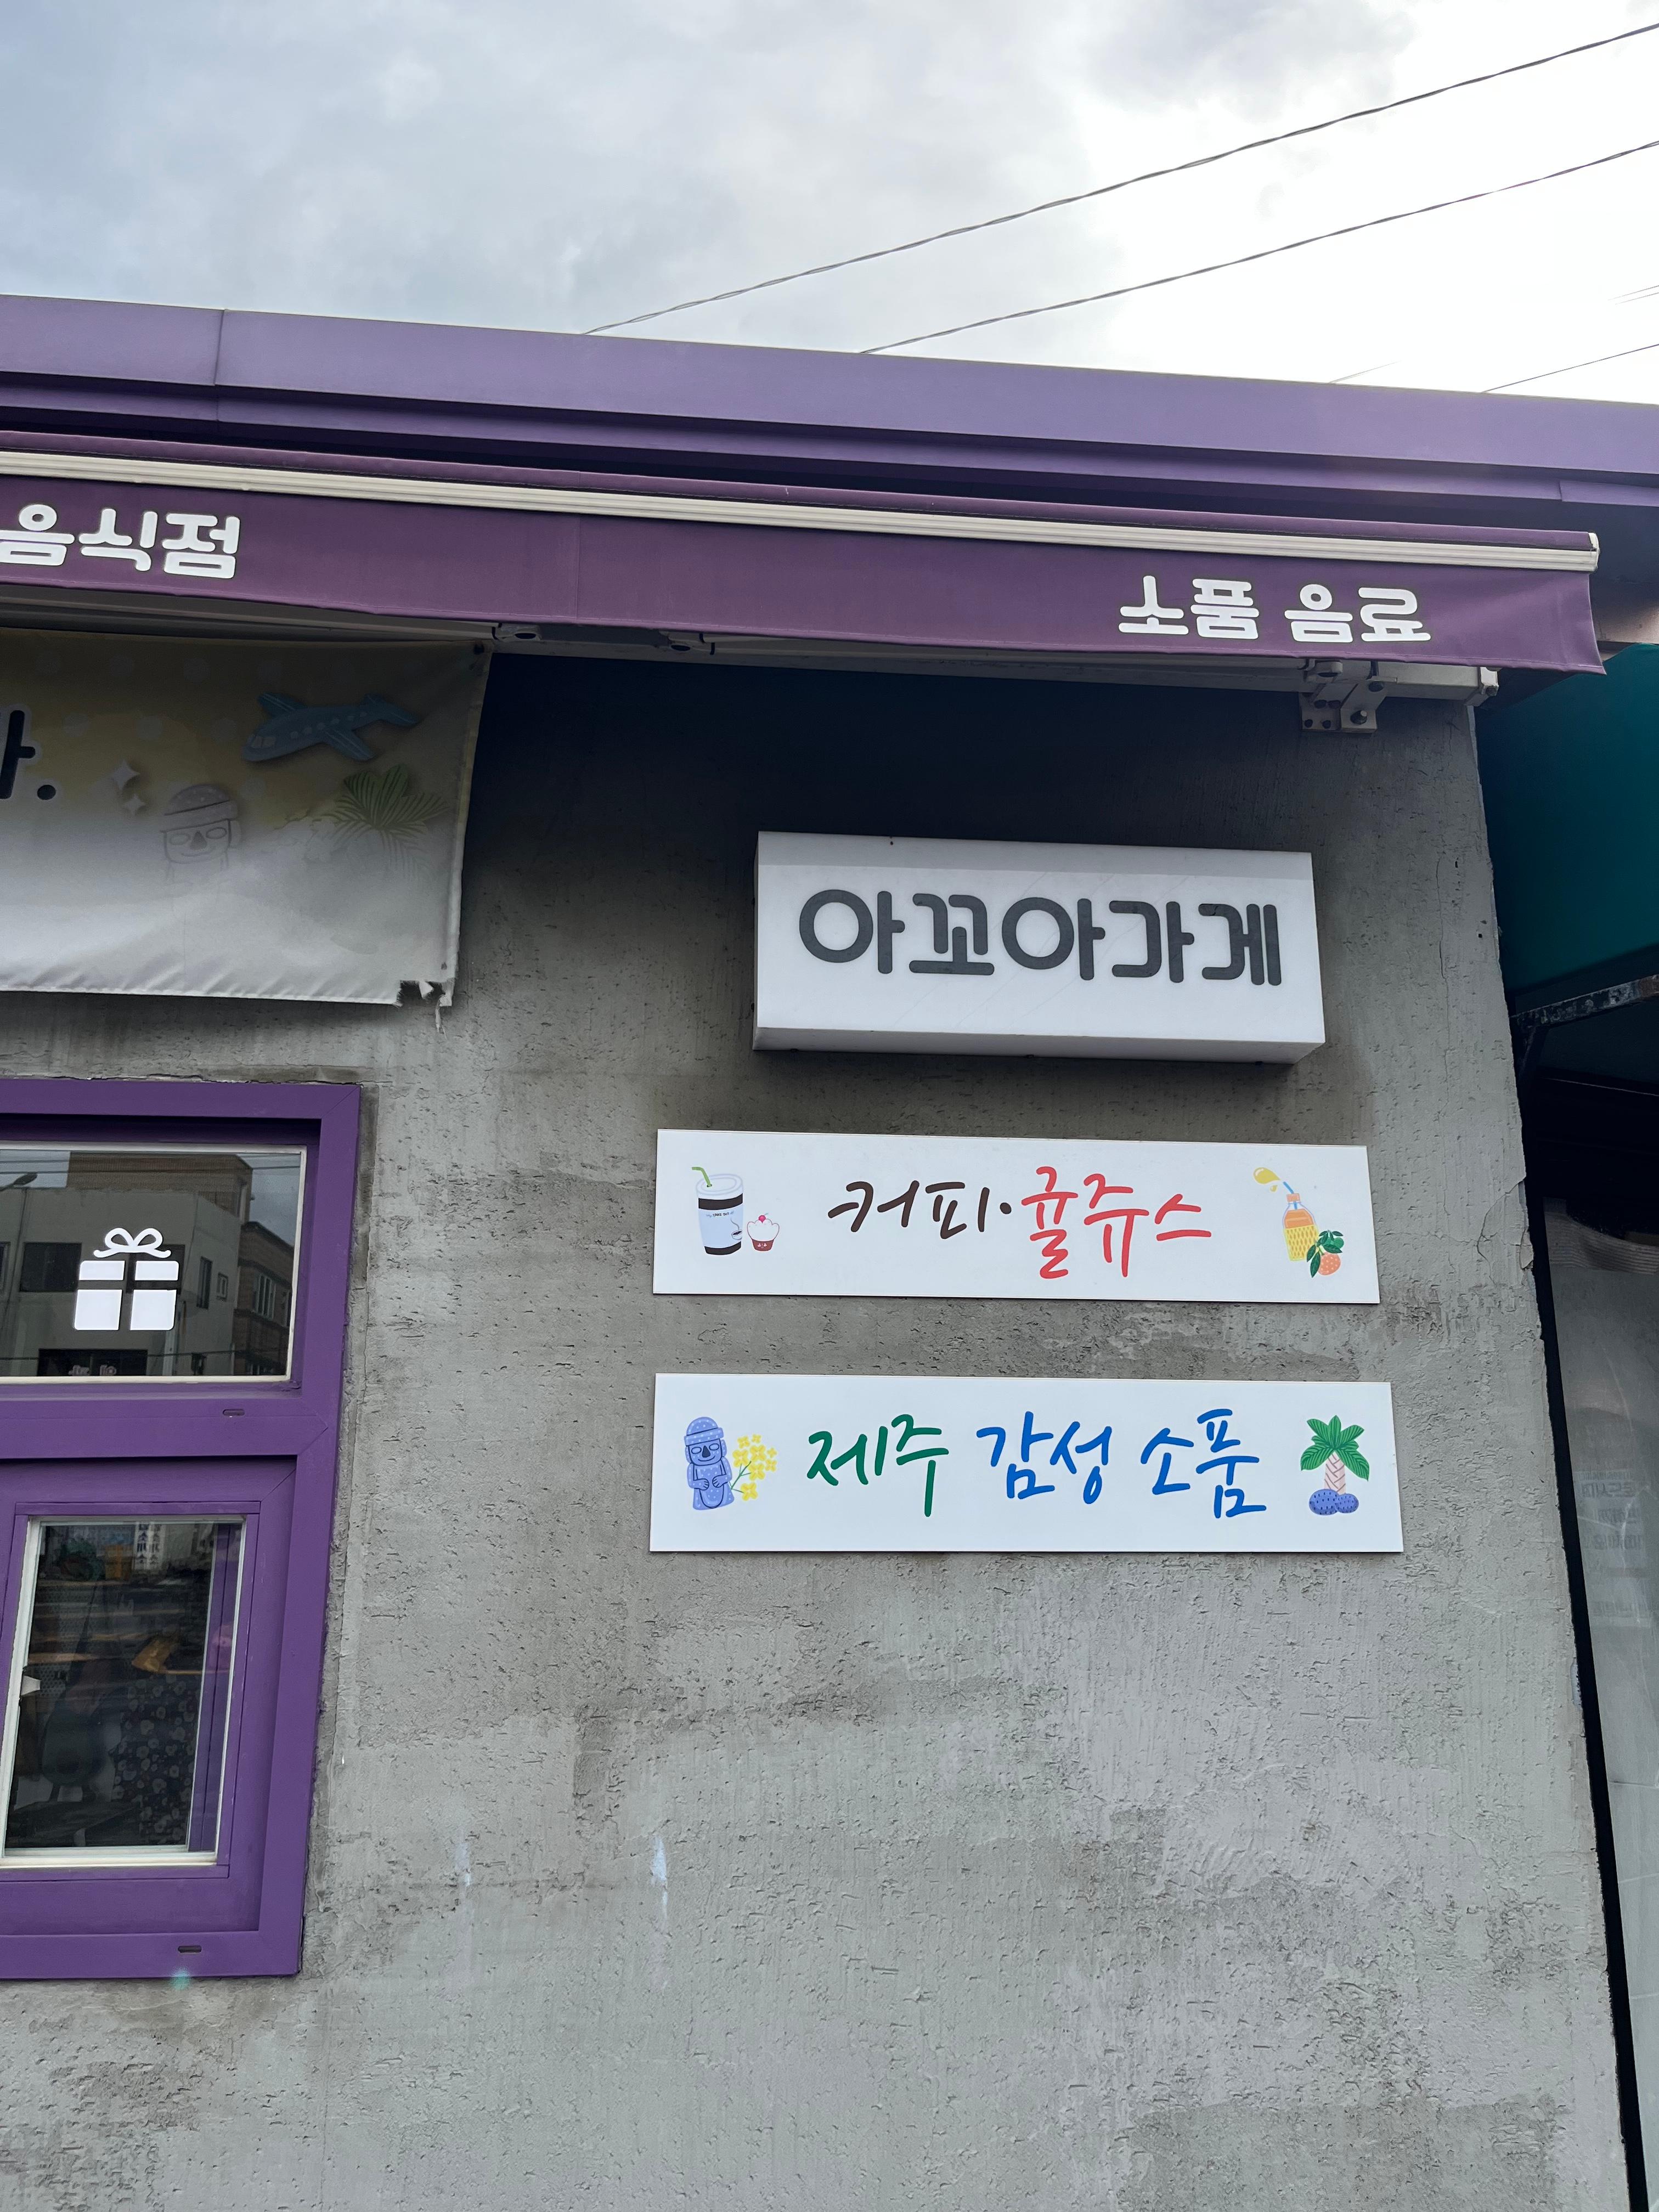 음식점
소품 음료
아꼬아가게
커피·귤쥬스
제주 감성 소품